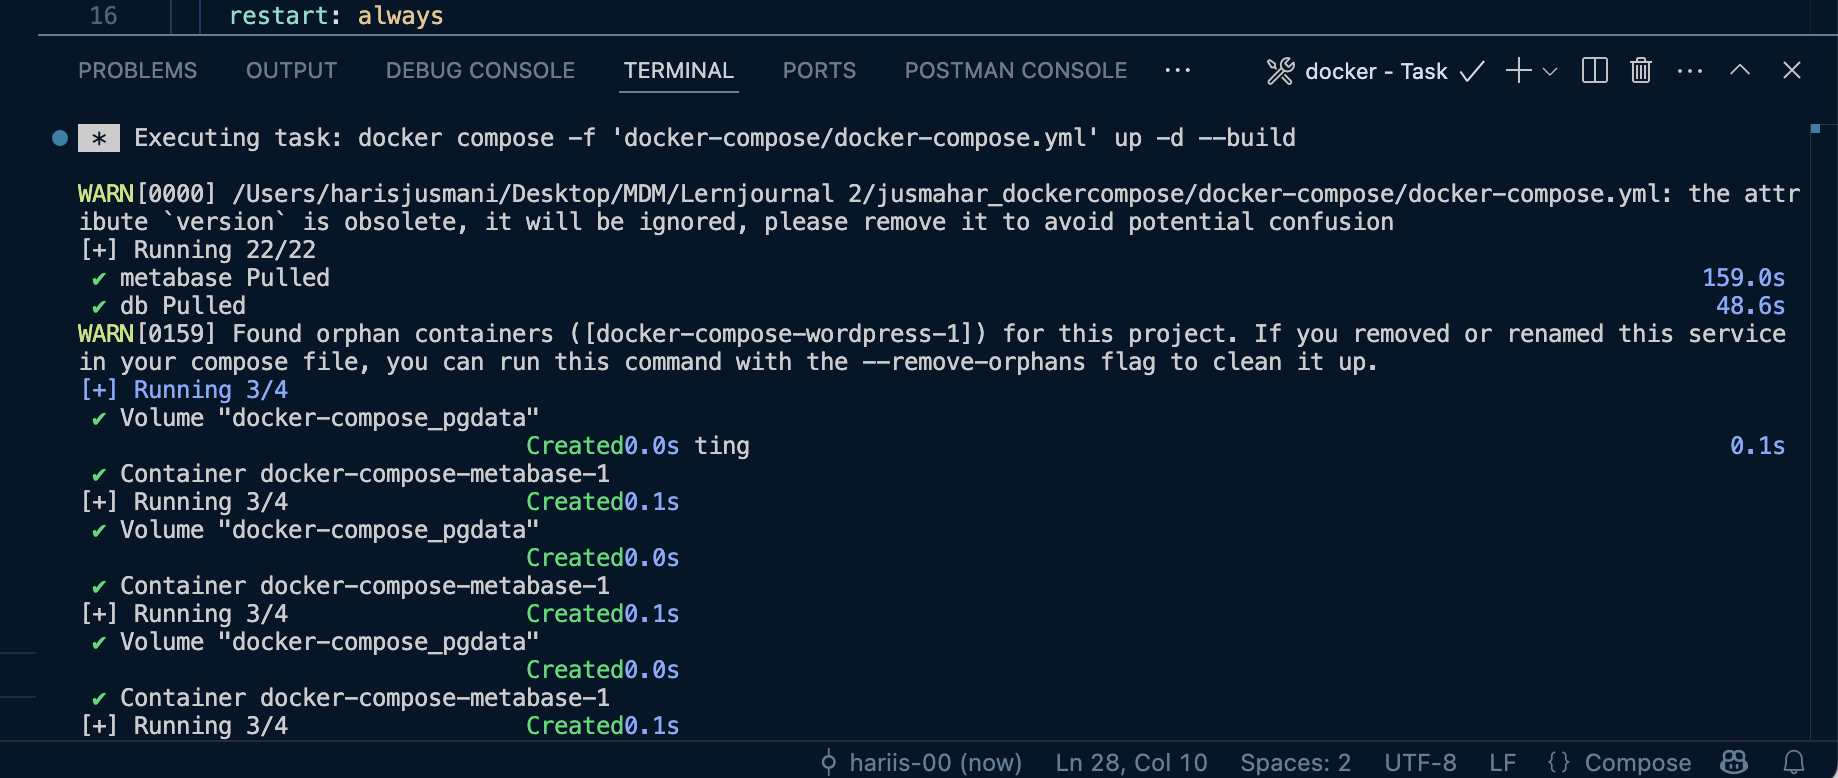 16 restart: always
PROBLEMS OUTPUT DEBUG CONSOLE TERMINAL PORTS POSTMAN CONSOLE ··· docker - Task
* Executing task: docker compose -f 'docker-compose/docker-compose.yml' up -d --build
WARN[0000] /Users/harisjusmani/Desktop/MDM/Lernjournal 2/jusmahar_dockercompose/docker-compose/docker-compose.yml: the attr
ibute `version` is obsolete, it will be ignored, please remove it to avoid potential confusion
[+] Running 22/22
✔ metabase Pulled 159.0s
✔ db Pulled 48.6s
WARN[0159] Found orphan containers ([docker-compose-wordpress-1]) for this project. If you removed or renamed this service
in your compose file, you can run this command with the --remove-orphans flag to clean it up.
[+] Running 3/4
✔ Volume "docker-compose_pgdata"
Created0.0s ting 0.1s
✔ Container docker-compose-metabase-1
[+] Running 3/4 Created0.1s
✔ Volume "docker-compose_pgdata"
Created0.0s
✔ Container docker-compose-metabase-1
[+] Running 3/4 Created0.1s
✔ Volume "docker-compose_pgdata"
Created0.0s
✔ Container docker-compose-metabase-1
[+] Running 3/4 Created0.1s
hariis-00 (now) Ln 28, Col 10 Spaces: 2 UTF-8 LF {} Compose